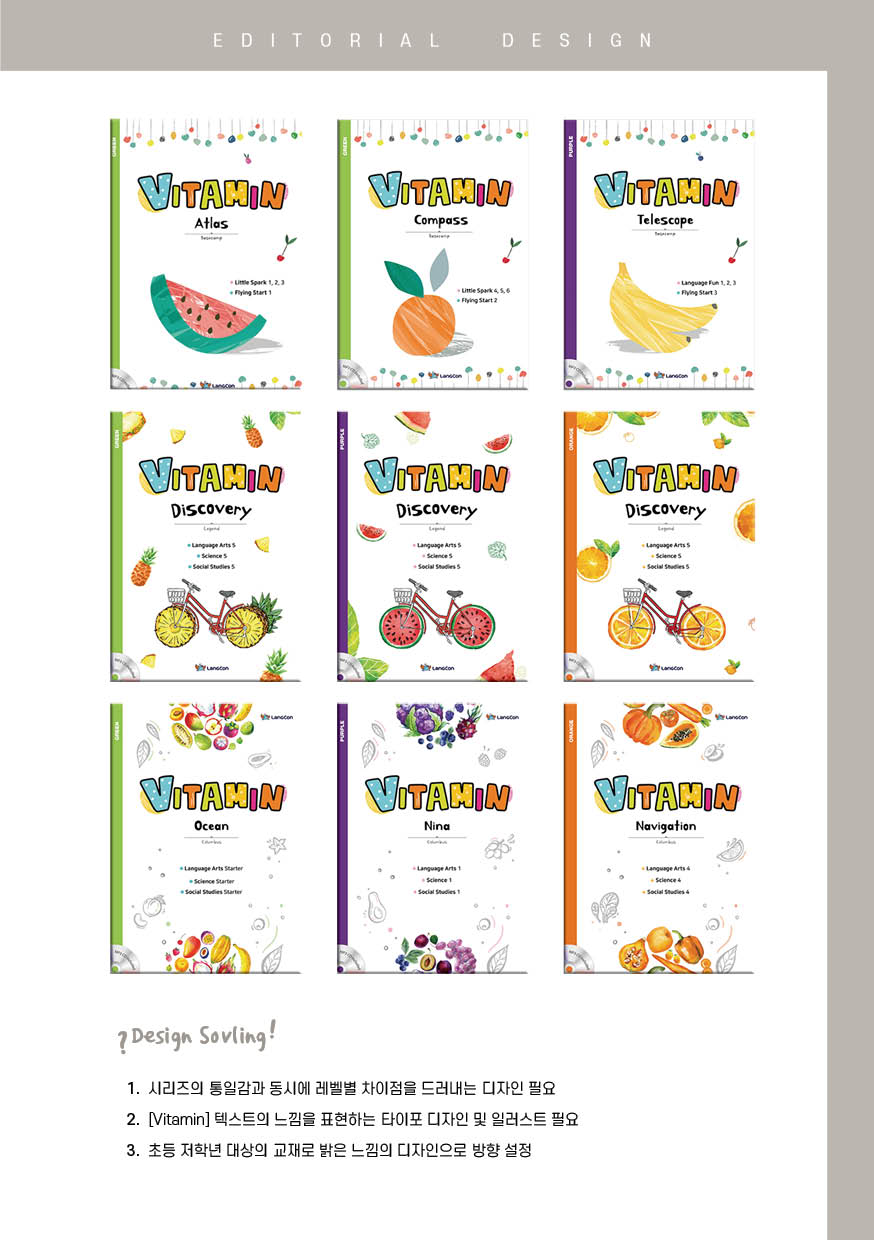 EDITORIAL DESIGN
GREEN
VITAMIN
Atlas
Basecamp
Little Spark 1, 2, 3
Flying Start 1
LangCon
GREEN
VITAMIN
Compass
Basecamp
Little Spark 4, 5, 6
Flying Start 2
LangCon
PURPLE
VITAMIN
Telescope
Basecamp
Language Fun 1, 2, 3
Flying Start 3
LangCon
GREEN
VITAMIN
Discovery
Legend
Language Arts 5
Science 5
Social Studies 5
LangCon
PURPLE
VITAMIN
Discovery
Legend
Language Arts 5
Science 5
Social Studies 5
LangCon
ORANGE
VITAMIN
Discovery
Legend
Language Arts 5
Science 5
Social Studies 5
LangCon
GREEN
LangCon
VITAMIN
Ocean
Columbus
Language Arts Starter
Science Starter
Social Studies Starter
PURPLE
LangCon
VITAMIN
Nina
Columbus
Language Arts 1
Science 1
Social Studies 1
ORANGE
LangCon
VITAMIN
Navigation
Columbus
Language Arts 4
Science 4
Social Studies 4
?Design Sovling!
1. 시리즈의 통일감과 동시에 레벨별 차이점을 드러내는 디자인 필요
2. [Vitamin] 텍스트의 느낌을 표현하는 타이포 디자인 및 일러스트 필요
3. 초등 저학년 대상의 교재로 밝은 느낌의 디자인으로 방향 설정